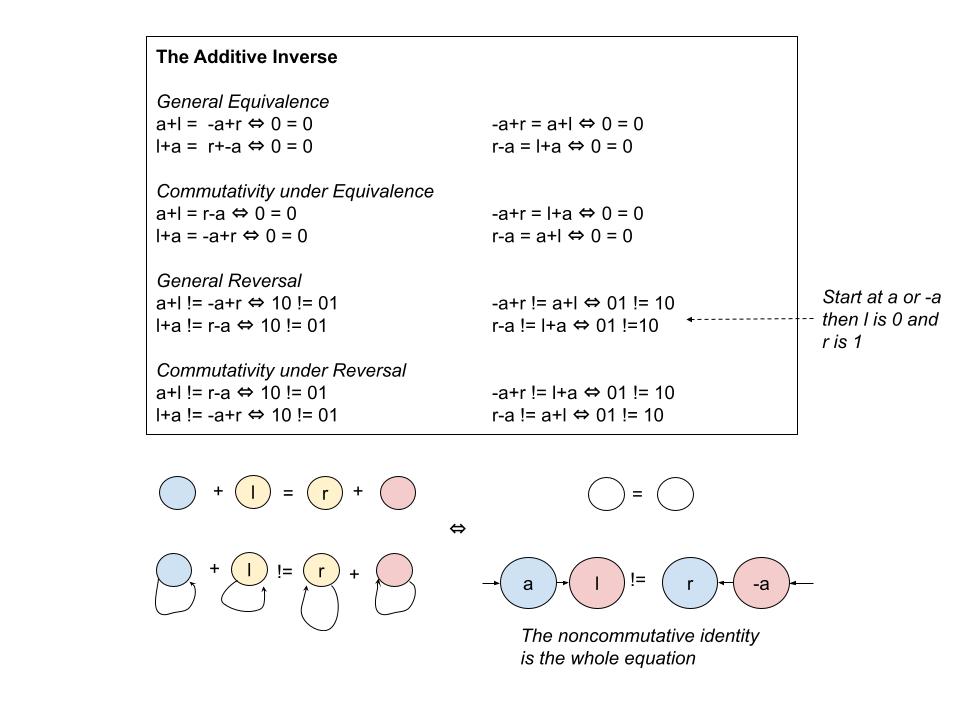 The Additive Inverse
General Equivalence
a+l =  -a+r ⇔ 0 = 0
-a+r = a+l ⇔ 0 = 0
l+a =  r+-a ⇔ 0 = 0
r-a = l+a ⇔ 0 = 0
Commutativity under Equivalence
a+l = r-a ⇔ 0 = 0
-a+r = l+a ⇔ 0 = 0
l+a = -a+r ⇔ 0 = 0
r-a = a+l ⇔ 0 = 0
General Reversal
a+l != -a+r ⇔ 10 != 01
-a+r != a+l ⇔ 01 != 10
l+a != r-a ⇔ 10 != 01
r-a != l+a ⇔ 01 !=10
Start at a or -a
then l is 0 and
r is 1
Commutativity under Reversal
a+l != r-a ⇔ 10 != 01
-a+r != l+a ⇔ 01 != 10
l+a != -a+r ⇔ 10 != 01
r-a != a+l ⇔ 01 != 10
+ l = r +
=
⇔
+ l != r +
a l != r -a
The noncommutative identity
is the whole equation